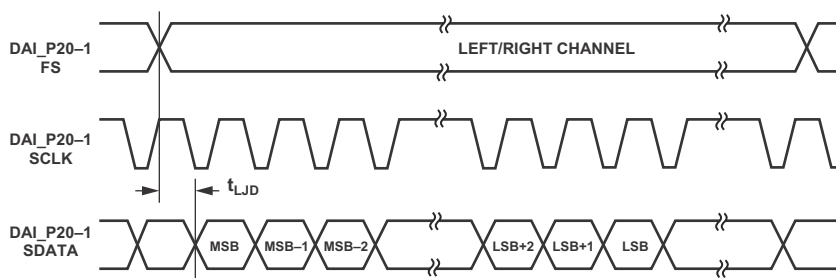 DAI_P20–1
FS
LEFT/RIGHT CHANNEL
DAI_P20–1
SCLK
tLJD
DAI_P20–1
SDATA
MSB
MSB–1
MSB–2
LSB+2
LSB+1
LSB